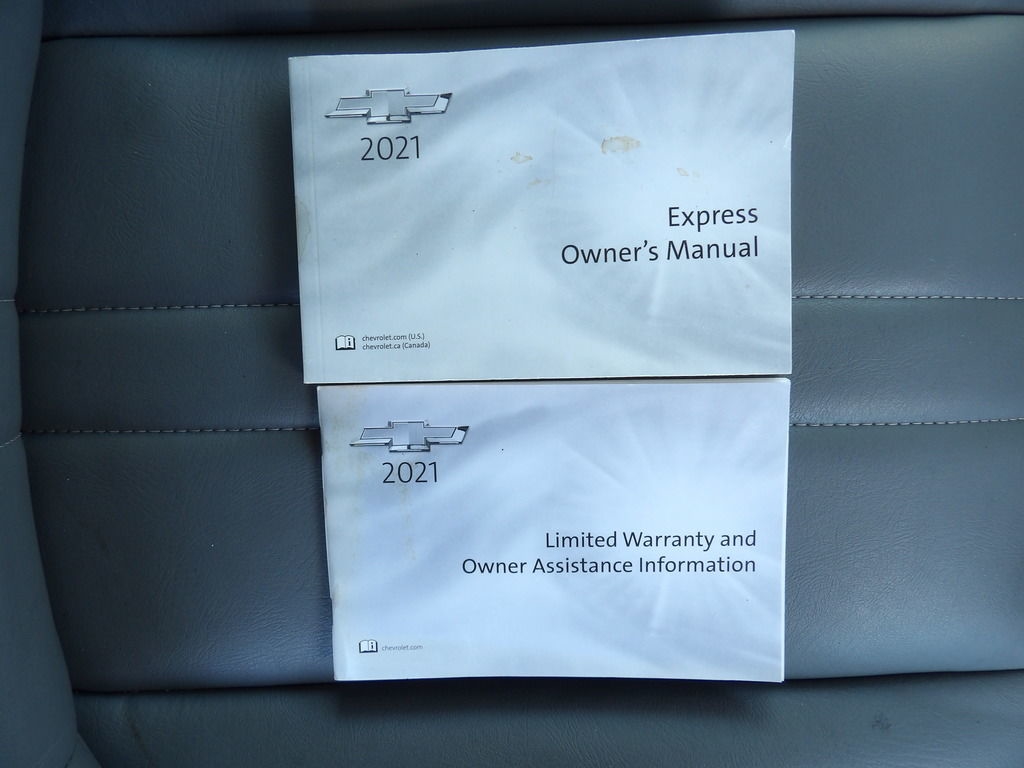 2021
Express
Owner's Manual
chevrolet.com (U.S.)
chevrolet.ca (Canada)
2021
Limited Warranty and
Owner Assistance Information
chevrolet.com